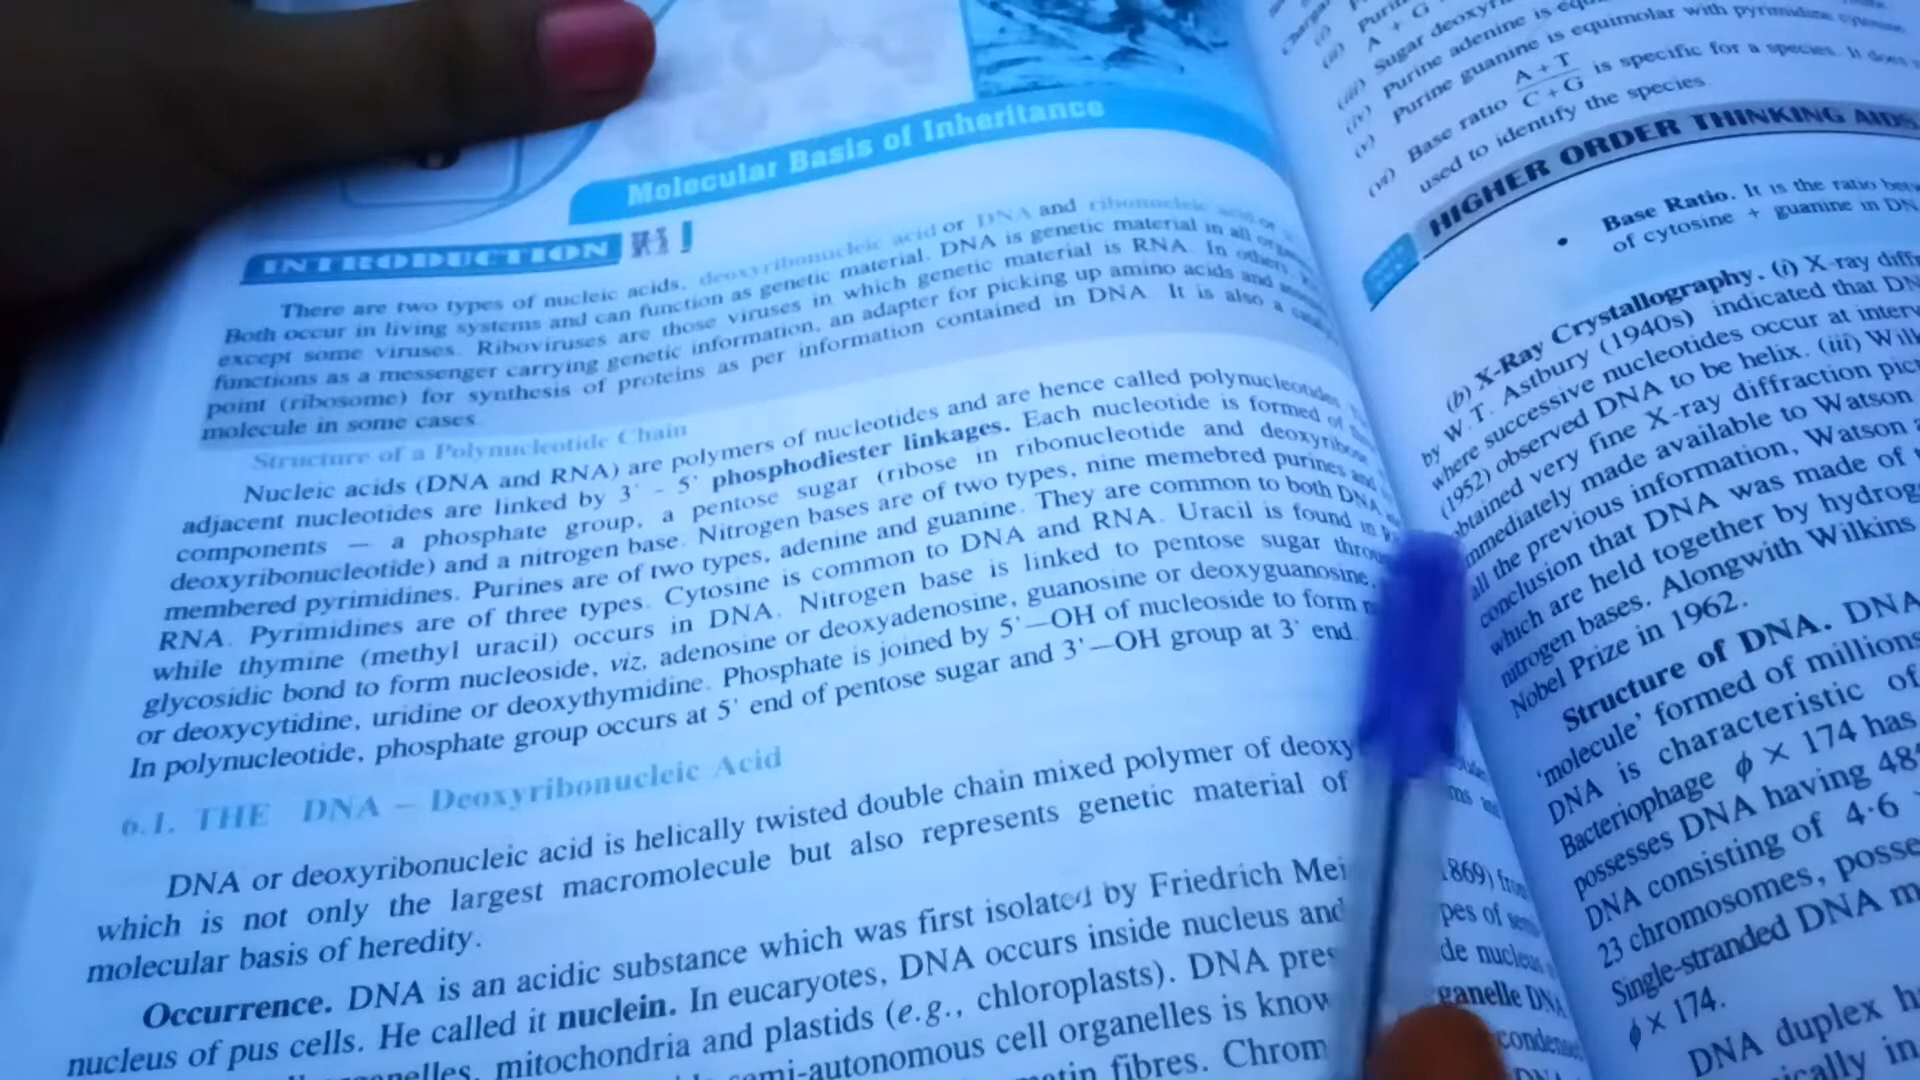 Molecular Basis of Inheritance
INTRODUCTION
There are two types of nucleic acids, deoxyribonucleic acid or DNA and ribonucleic acid or
Both occur in living systems and can function as genetic material. DNA is genetic material in all
except some viruses. Riboviruses are those viruses in which genetic material is RNA. In others,
functions as a messenger carrying genetic information, an adapter for picking up amino acids and
point (ribosome) for synthesis of proteins as per information contained in DNA. It is also a
molecule in some cases.
Structure of a Polynucleotide Chain
Nucleic acids (DNA and RNA) are polymers of nucleotides and are hence called polynucleotides.
adjacent nucleotides are linked by 3' - 5' phosphodiester linkages. Each nucleotide is formed of
components — a phosphate group, a pentose sugar (ribose in ribonucleotide and deoxyribose
deoxyribonucleotide) and a nitrogen base. Nitrogen bases are of two types, nine memebred purines and
membered pyrimidines. Purines are of two types, adenine and guanine. They are common to both DNA
RNA. Pyrimidines are of three types. Cytosine is common to DNA and RNA. Uracil is found in
while thymine (methyl uracil) occurs in DNA. Nitrogen base is linked to pentose sugar
glycosidic bond to form nucleoside, viz, adenosine or deoxyadenosine, guanosine or deoxyguanosine,
or deoxycytidine, uridine or deoxythymidine. Phosphate is joined by 5'—OH of nucleoside to form
In polynucleotide, phosphate group occurs at 5' end of pentose sugar and 3'—OH group at 3' end.
6.1. THE DNA – Deoxyribonucleic Acid
DNA or deoxyribonucleic acid is helically twisted double chain mixed polymer of
which is not only the largest macromolecule but also represents genetic material of
molecular basis of heredity.
Occurrence. DNA is an acidic substance which was first isolated by Friedrich 869)
nucleus of pus cells. He called it nuclein. In eucaryotes, DNA occurs inside nucleus and
mitochondria and plastids (e.g., chloroplasts). DNA nucleus
semi-autonomous cell organelles is DNA
fibres.
(i)
A + G
Sugar
(iv) Purine adenine is
(v) Purine guanine is equimolar with pyrimidine cytosine
(vi) Base ratio A + T / C + G is specific for a species. It does
used to identify the species.
HIGHER ORDER THINKING AIDS
• Base Ratio. It is the ratio
of cytosine + guanine in
(b) X-Ray Crystallography. (i) X-ray
by W.T. Astbury (1940s) indicated that
where successive nucleotides occur at
(1952) observed DNA to be helix. (iii)
obtained very fine X-ray diffraction
immediately made available to Watson
all the previous information, Watson
conclusion that DNA was made of
which are held together by
nitrogen bases. Alongwith Wilkins
Nobel Prize in 1962.
Structure of DNA. DNA
'molecule' formed of millions
DNA is characteristic of
Bacteriophage ϕ × 174 has
possesses DNA having
DNA consisting of 4·6
23 chromosomes,
Single-stranded DNA
ϕ × 174.
DNA duplex
in